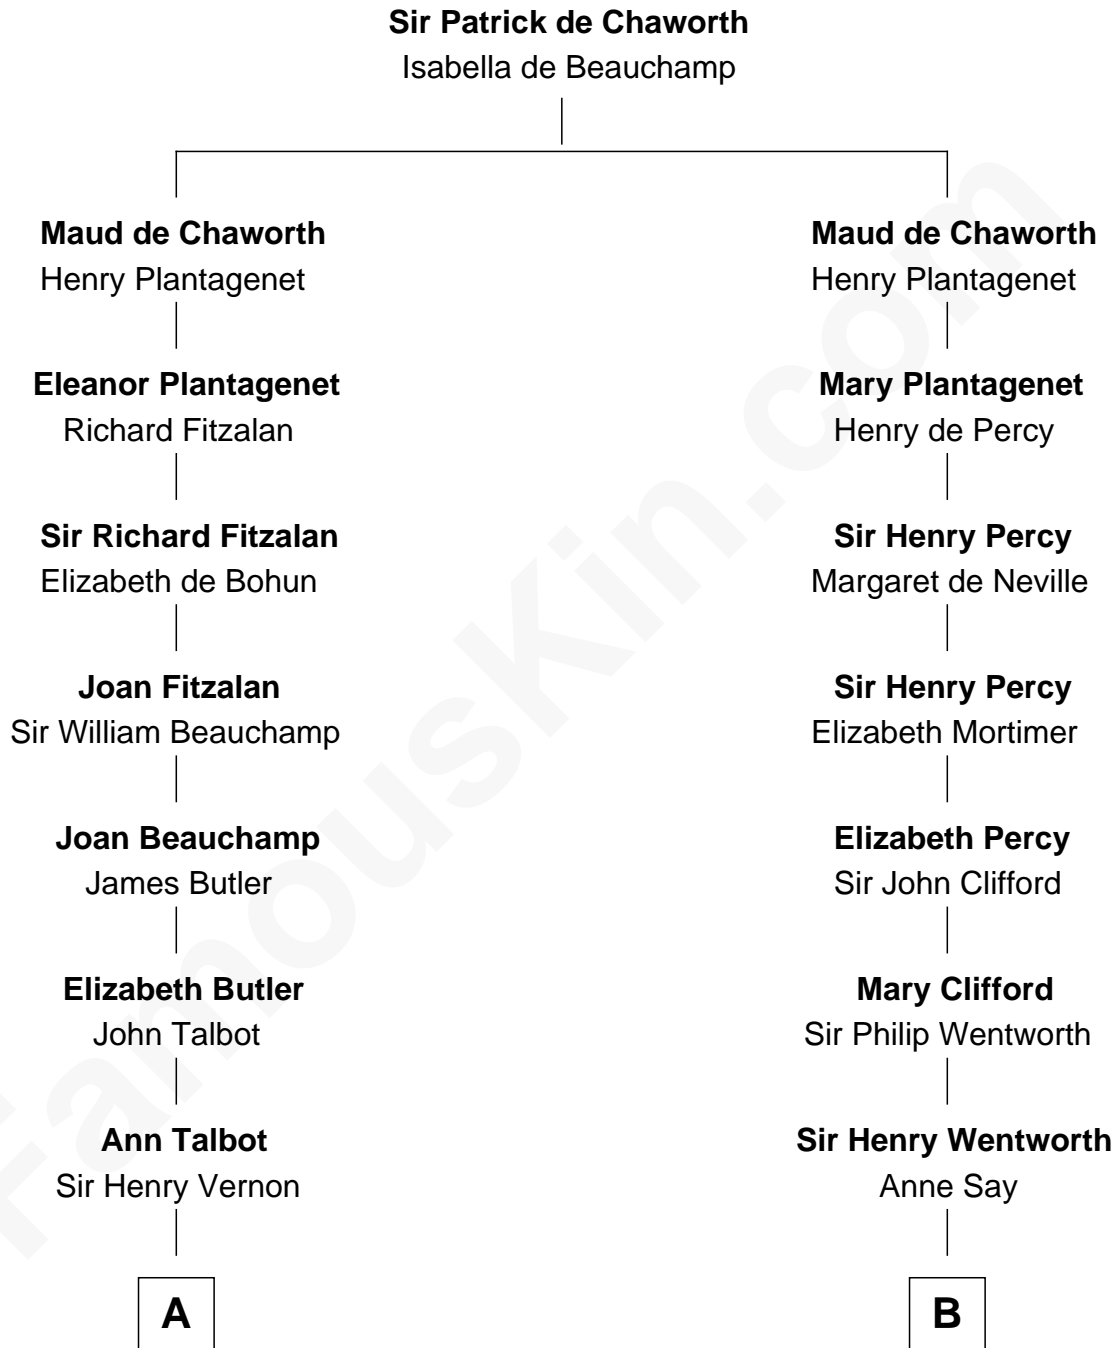 Sir Patrick de Chaworth
Isabella de Beauchamp
Maud de Chaworth
Henry Plantagenet
Eleanor Plantagenet
Richard Fitzalan
Sir Richard Fitzalan
Elizabeth de Bohun
Joan Fitzalan
Sir William Beauchamp
Joan Beauchamp
James Butler
Elizabeth Butler
John Talbot
Ann Talbot
Sir Henry Vernon
A
Maud de Chaworth
Henry Plantagenet
Mary Plantagenet
Henry de Percy
Sir Henry Percy
Margaret de Neville
Sir Henry Percy
Elizabeth Mortimer
Elizabeth Percy
Sir John Clifford
Mary Clifford
Sir Philip Wentworth
Sir Henry Wentworth
Anne Say
B
FamousKin.com